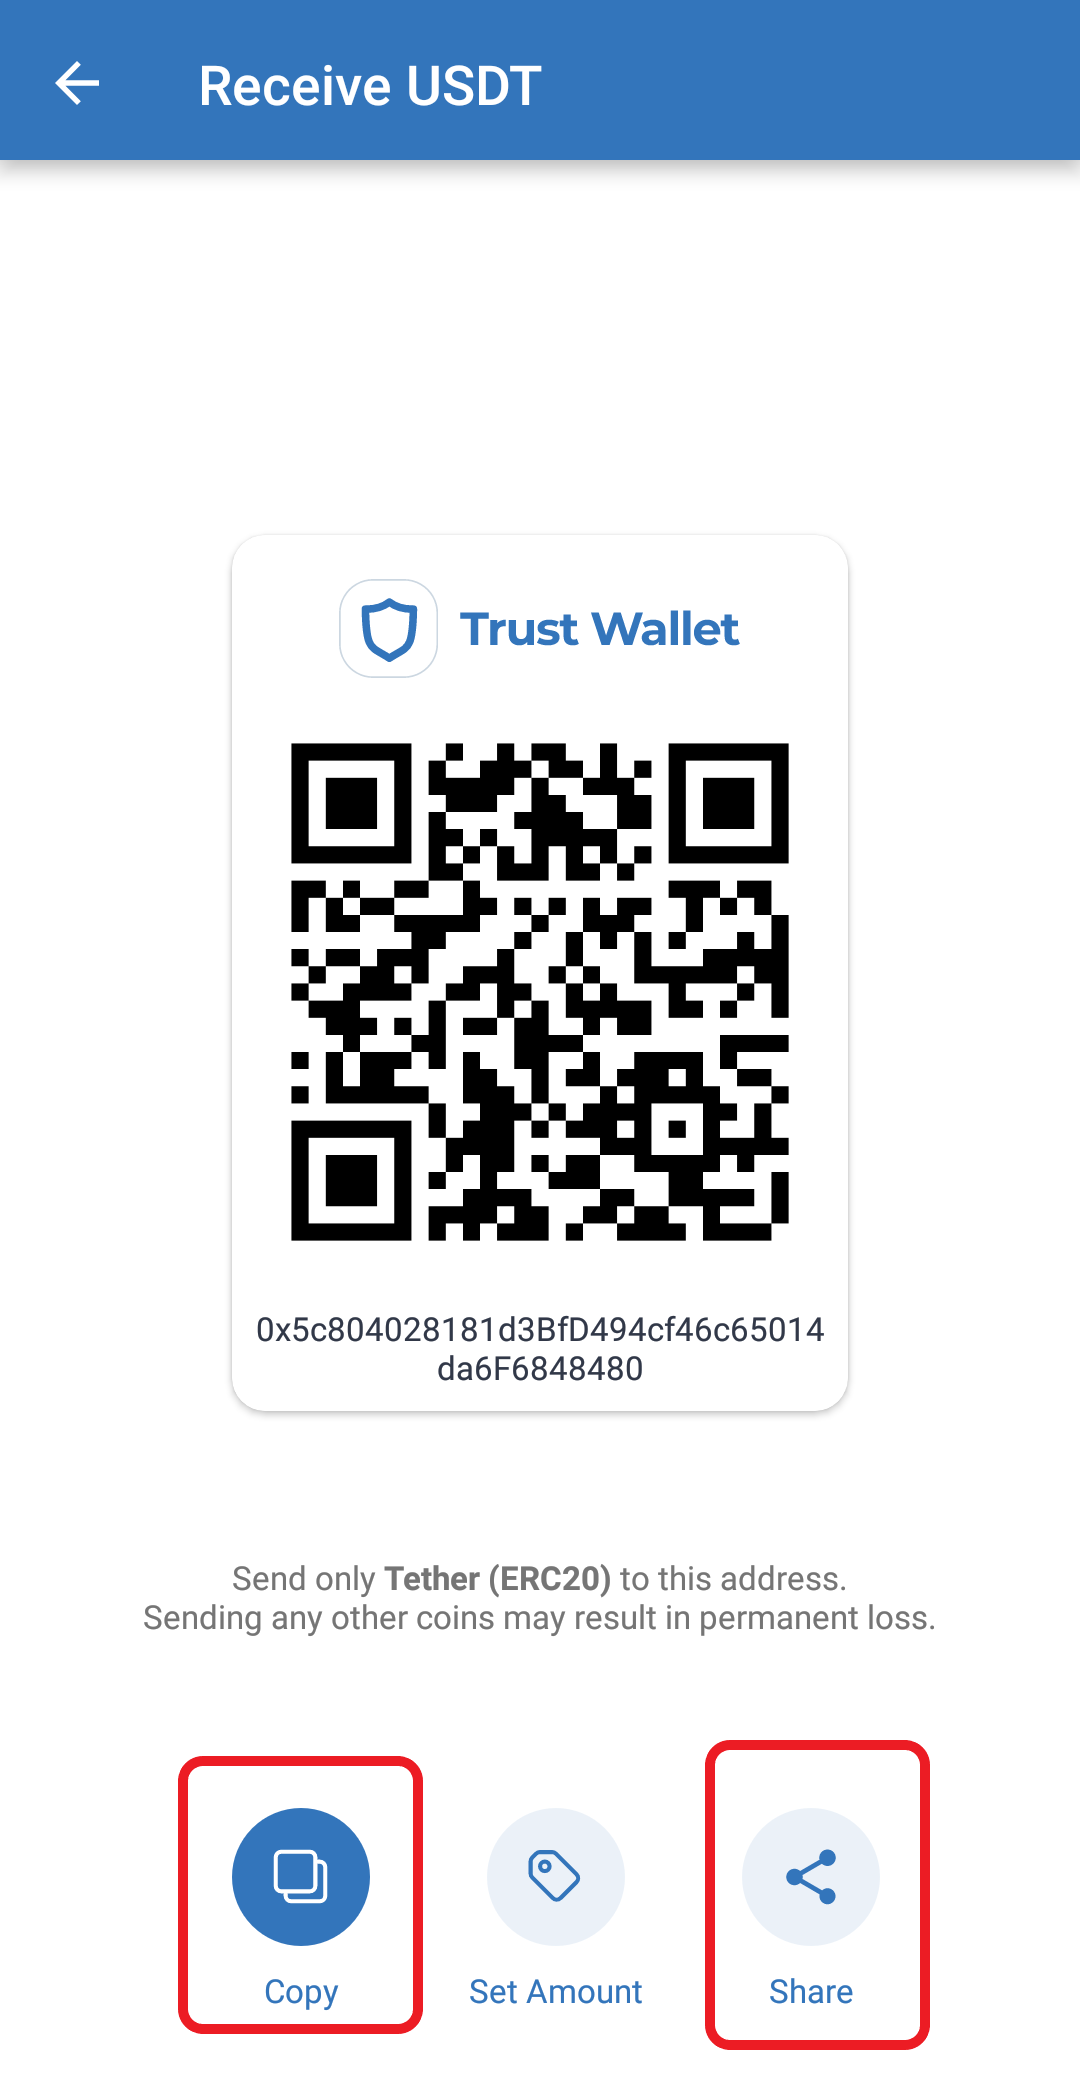 Receive USDT
Trust Wallet
0x5c804028181d3BfD494cf46c65014
da6F6848480
Send only Tether (ERC20) to this address.
Sending any other coins may result in permanent loss.
Copy
Set Amount
Share